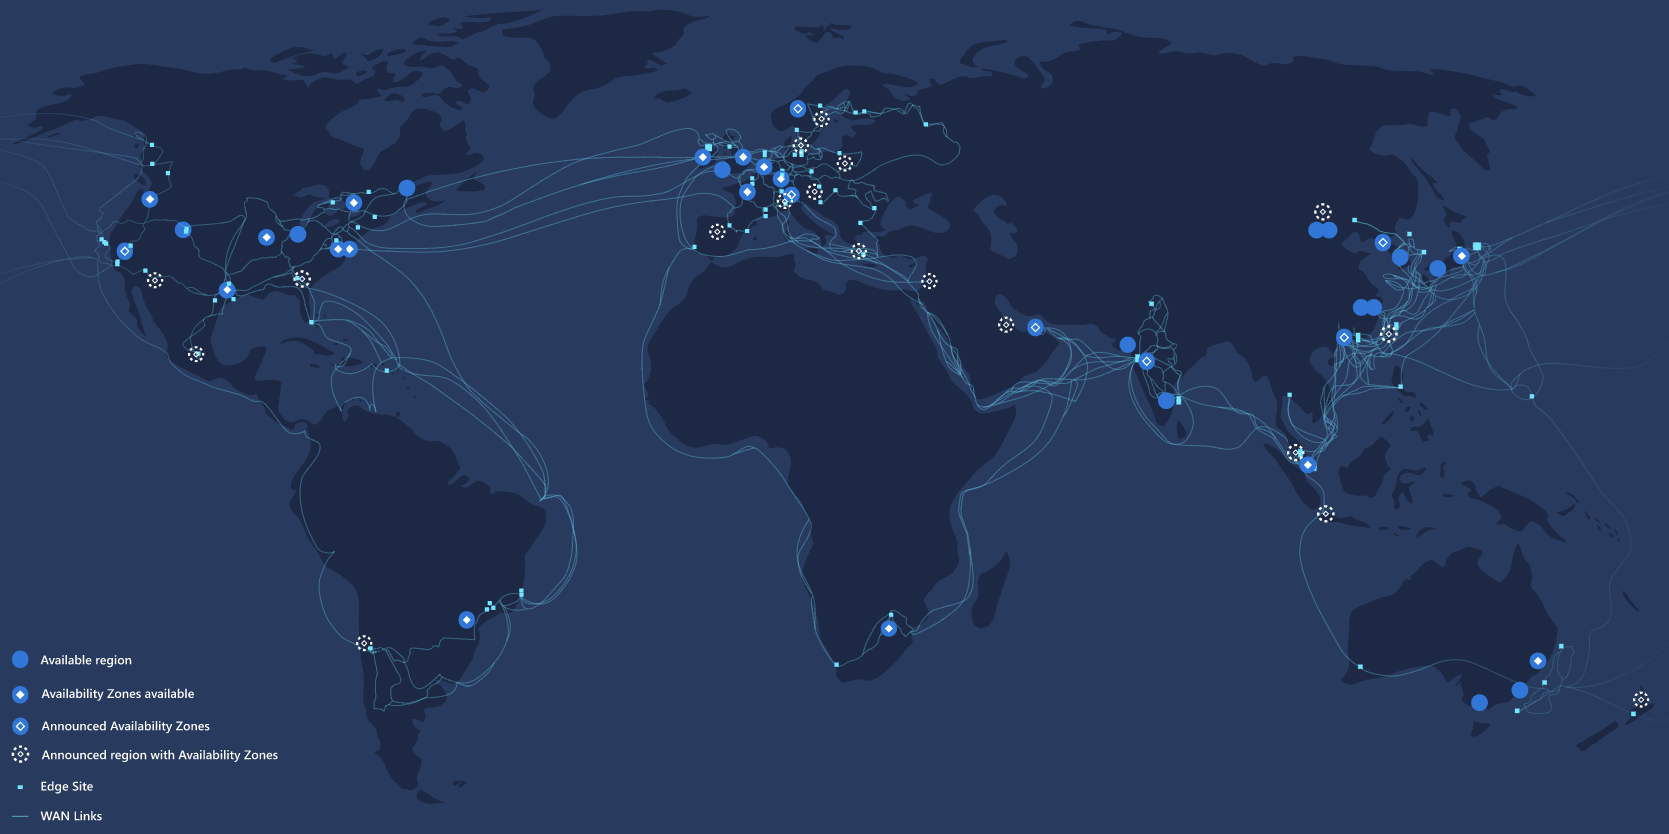 Available region
Availability Zones available
Announced Availability Zones
Announced region with Availability Zones
Edge Site
WAN Links